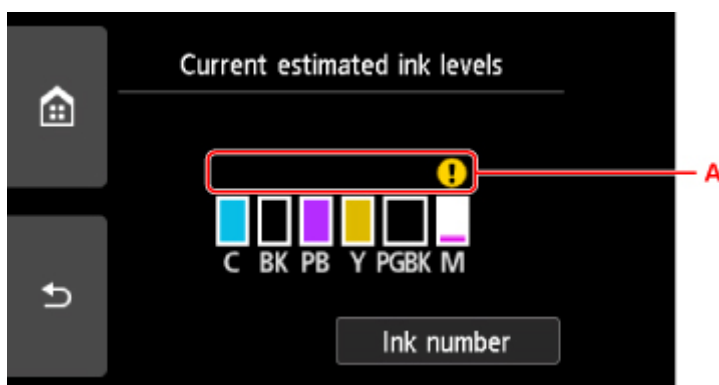 Current estimated ink levels
A
C BK PB Y PGBK M
Ink number